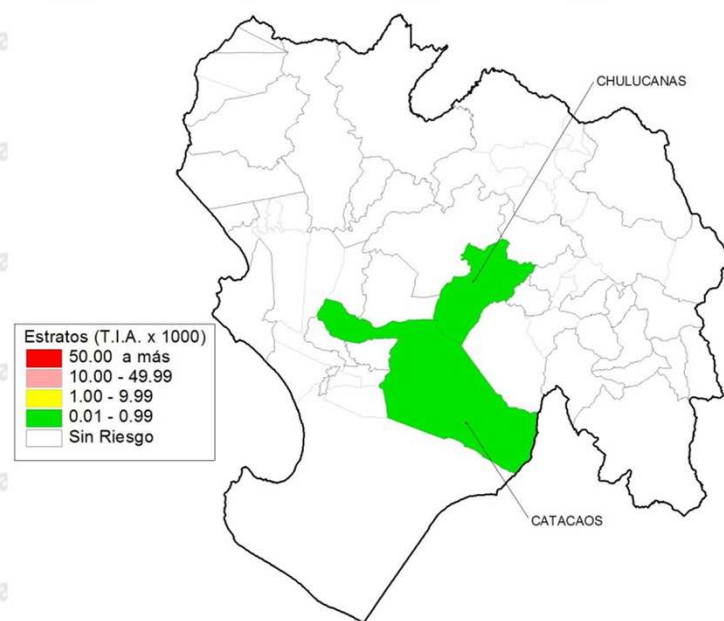 CHULUCANAS
Estratos (T.I.A. x 1000)
50.00 a más
10.00 - 49.99
1.00 - 9.99
0.01 - 0.99
Sin Riesgo
CATACAOS